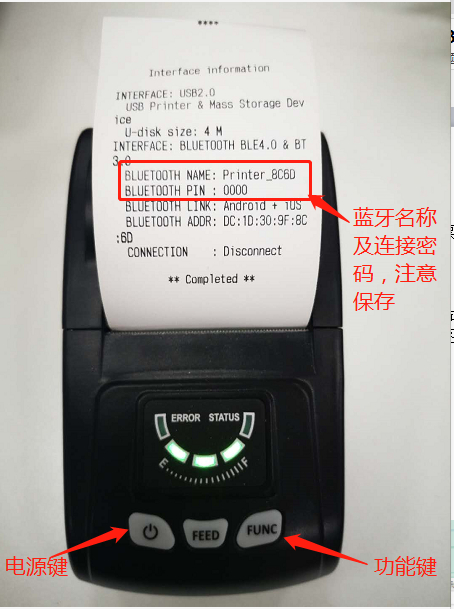 ****
Interface information
INTERFACE: USB2.0
USB Printer & Mass Storage Dev
ice
U-disk size: 4 M
INTERFACE: BLUETOOTH BLE4.0 & BT
3.0
BLUETOOTH NAME: Printer_8C6D
BLUETOOTH PIN : 0000
BLUETOOTH LINK: Android + iOS
BLUETOOTH ADDR: DC:1D:30:9F:8C
:6D
CONNECTION : Disconnect
** Completed **
蓝牙名称
及连接密
码，注意
保存
ERROR STATUS
E F
FEED
FUNC
电源键
功能键